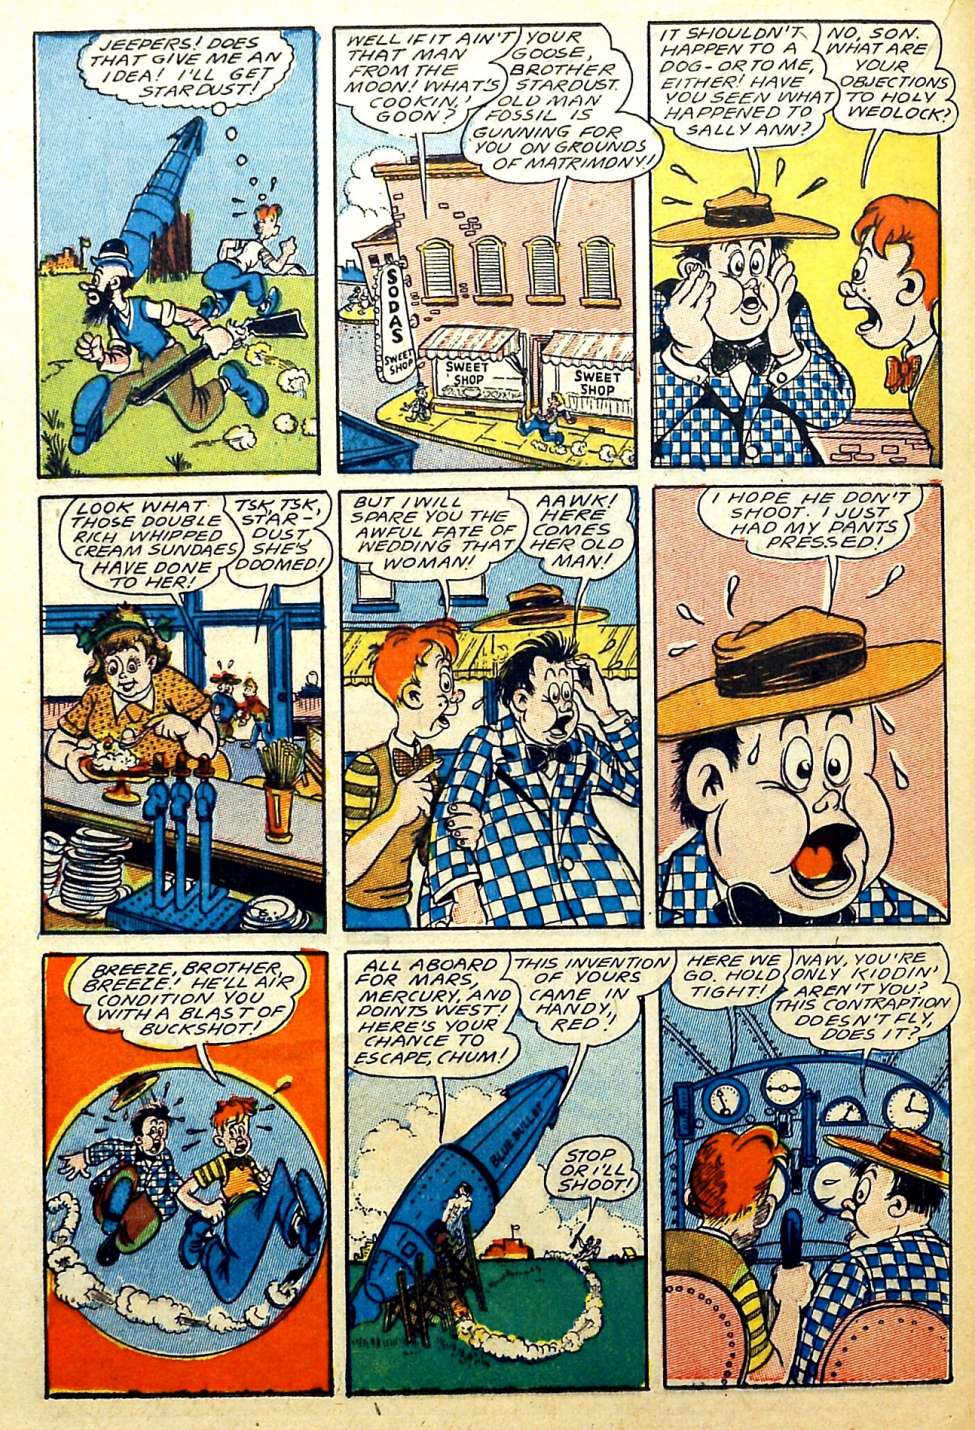 JEEPERS! DOES
THAT GIVE ME AN
IDEA! I'LL GET
STARDUST!
WELL IF IT AIN'T
THAT MAN
FROM THE
MOON! WHAT'S
COOKIN,'
GOON?
YOUR
GOOSE,
BROTHER
STARDUST.
OLD MAN
FOSSIL IS
GUNNING FOR
YOU ON GROUNDS
OF MATRIMONY!
SODAS
SWEET
SHOP
SWEET
SHOP
SWEET
SHOP
IT SHOULDN'T
HAPPEN TO A
DOG-OR TO ME,
EITHER! HAVE
YOU SEEN WHAT
HAPPENED TO
SALLY ANN?
NO, SON.
WHAT ARE
YOUR
OBJECTIONS
TO HOLY
WEDLOCK?
LOOK WHAT
THOSE DOUBLE
RICH WHIPPED
CREAM SUNDAES
HAVE DONE
TO HER!
TSK, TSK,
STAR-
DUST,
SHE'S
DOOMED!
BUT I WILL
SPARE YOU THE
AWFUL FATE OF
WEDDING THAT
WOMAN!
AAWK!
HERE
COMES
HER OLD
MAN!
I HOPE HE DON'T
SHOOT. I JUST
HAD MY PANTS
PRESSED!
BREEZE, BROTHER,
BREEZE! HE'LL AIR
CONDITION YOU
WITH A BLAST OF
BUCKSHOT!
ALL ABOARD
FOR MARS,
MERCURY, AND
POINTS WEST!
HERE'S YOUR
CHANCE TO
ESCAPE, CHUM!
THIS INVENTION
OF YOURS
CAME IN
HANDY,
RED!
BLUE BULLET
STOP
OR I'LL
SHOOT!
10
HERE WE
GO. HOLD
TIGHT!
NAW, YOU'RE
ONLY KIDDIN'
AREN'T YOU?
THIS CONTRAPTION
DOESN'T FLY,
DOES IT?